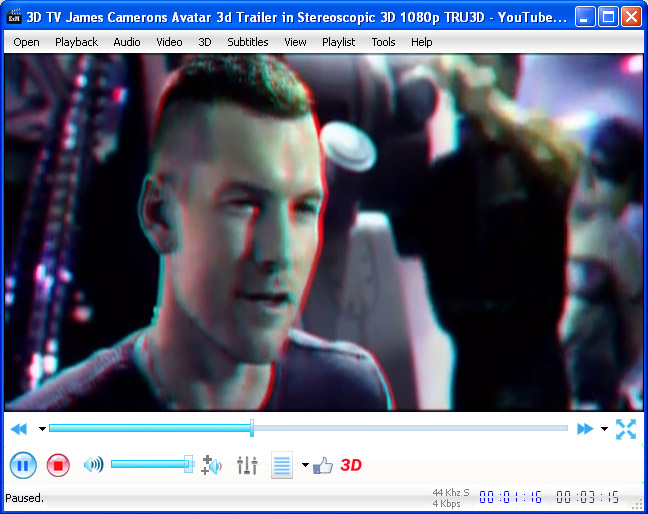 3D TV James Camerons Avatar 3d Trailer in Stereoscopic 3D 1080p TRU3D - YouTube...
Open Playback Audio Video 3D Subtitles View Playlist Tools Help
3D
Paused.
44 Khz S
4 Kbps
00:01:16 00:03:15